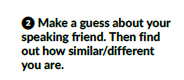 ❷ Make a guess about your
speaking friend. Then find
out how similar/different
you are.